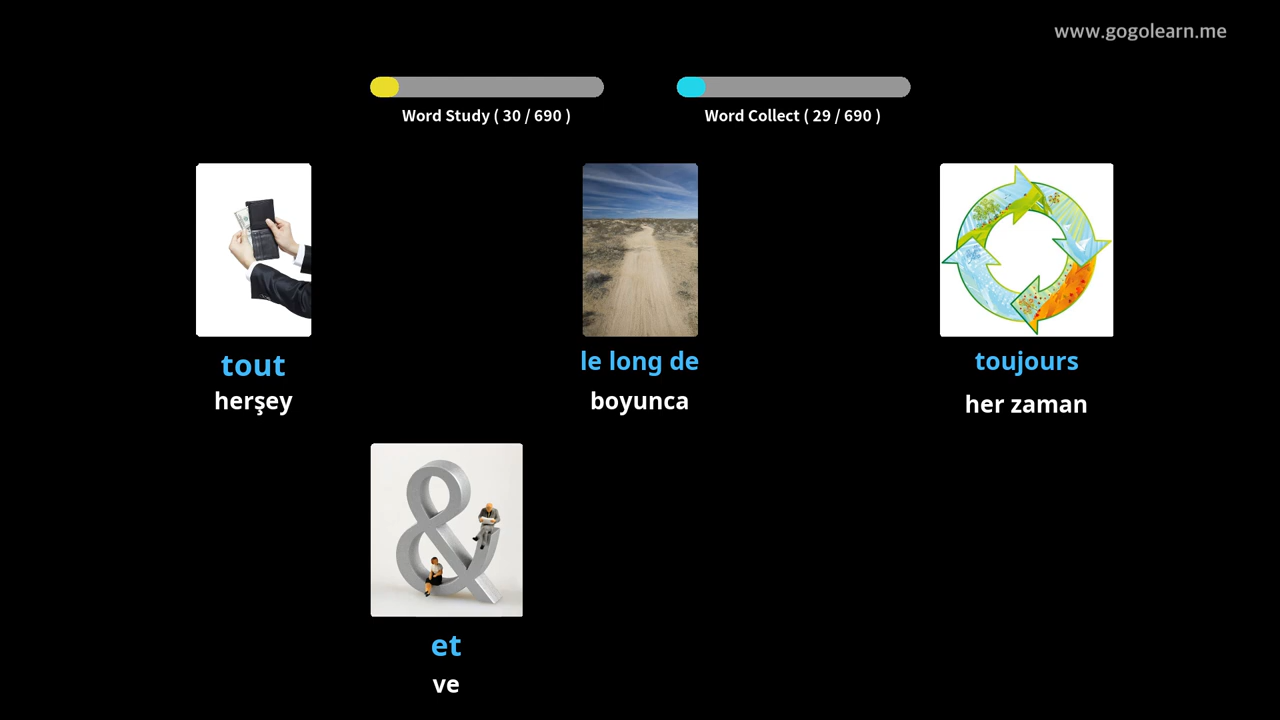 www.gogolearn.me
Word Study ( 30 / 690 )
Word Collect ( 29 / 690 )
tout
herşey
le long de
boyunca
toujours
her zaman
et
ve